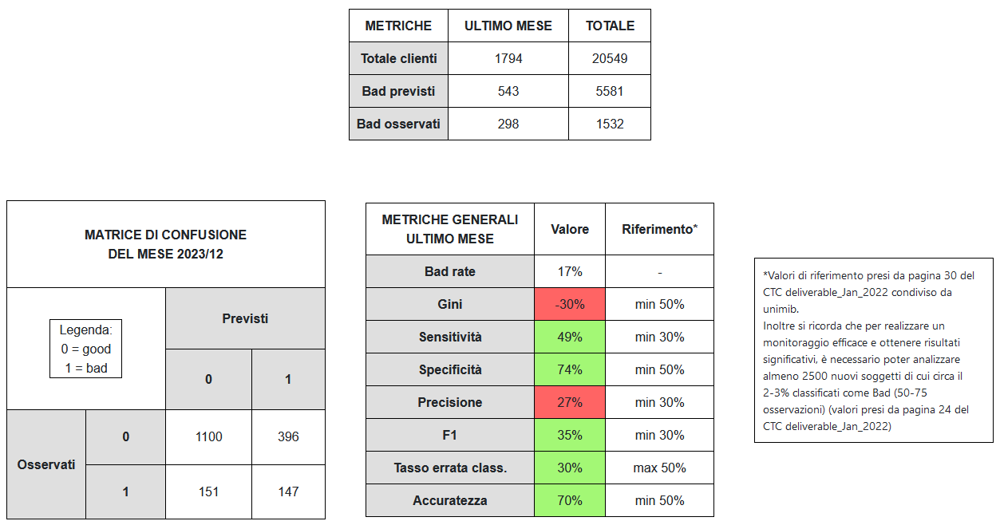 METRICHE ULTIMO MESE TOTALE
Totale clienti 1794 20549
Bad previsti 543 5581
Bad osservati 298 1532
MATRICE DI CONFUSIONE
DEL MESE 2023/12
Legenda:
0 = good
1 = bad
Previsti
0 1
Osservati
0 1100 396
1 151 147
METRICHE GENERALI
ULTIMO MESE
Valore Riferimento*
Bad rate 17% -
Gini -30% min 50%
Sensitività 49% min 30%
Specificità 74% min 50%
Precisione 27% min 30%
F1 35% min 30%
Tasso errata class. 30% max 50%
Accuratezza 70% min 50%
*Valori di riferimento presi da pagina 30 del
CTC deliverable_Jan_2022 condiviso da
unimib.
Inoltre si ricorda che per realizzare un
monitoraggio efficace e ottenere risultati
significativi, è necessario poter analizzare
almeno 2500 nuovi soggetti di cui circa il
2-3% classificati come Bad (50-75
osservazioni) (valori presi da pagina 24 del
CTC deliverable_Jan_2022)